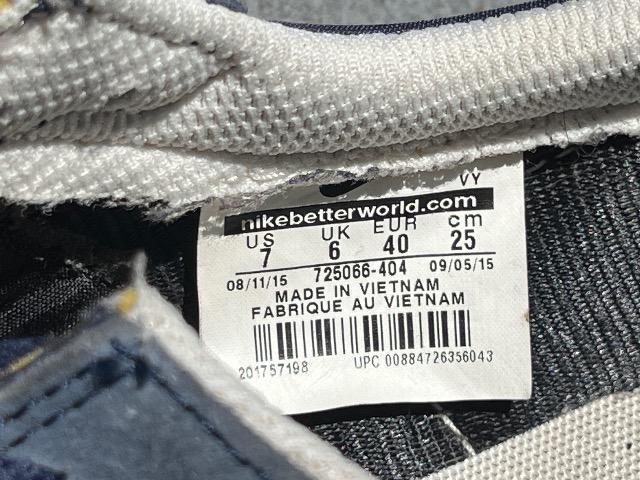 VY
nikebetterworld.com
US UK EUR cm
7 6 40 25
08/11/15 725066-404 09/05/15
MADE IN VIETNAM
FABRIQUE AU VIETNAM
201757198 UPC 00884726356043